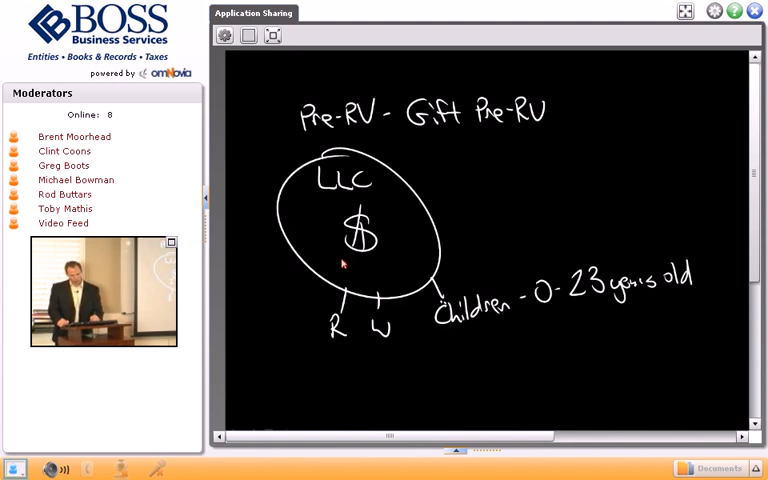 BOSS
Business Services
Entities • Books & Records • Taxes
powered by omNovia
Moderators
Online: 8
Brent Moorhead
Clint Coons
Greg Boots
Michael Bowman
Rod Buttars
Toby Mathis
Video Feed
Application Sharing
Pre-RV - Gift Pre-RV
LLC
$
R W Children - 0-23 years old
Documents